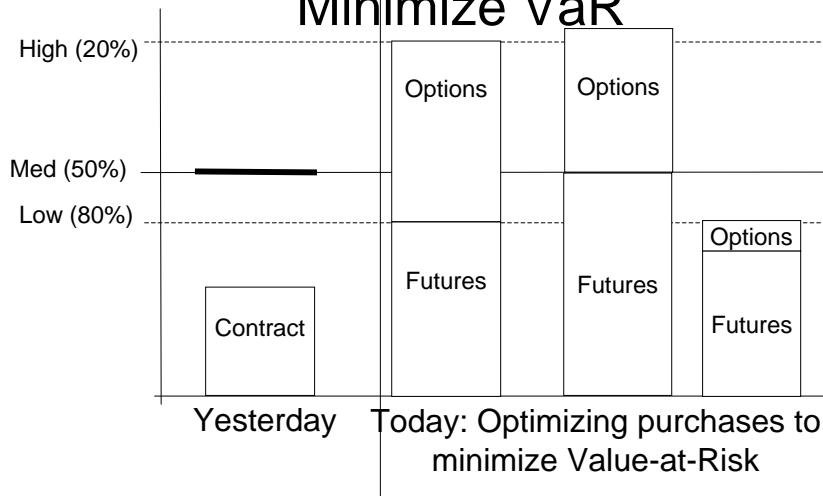 Minimize VaR
High (20%)
Options
Options
Med (50%)
Low (80%)
Options
Futures
Futures
Contract
Futures
Yesterday
Today: Optimizing purchases to
minimize Value-at-Risk